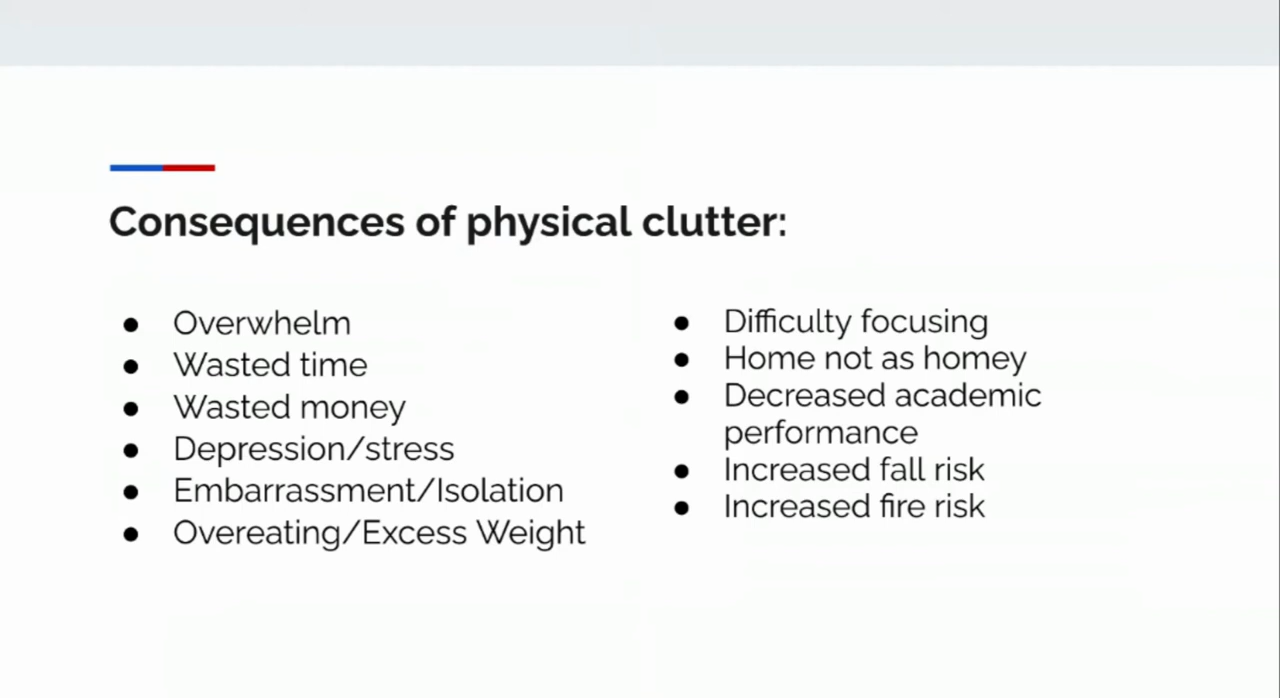 Consequences of physical clutter:
● Overwhelm
● Wasted time
● Wasted money
● Depression/stress
● Embarrassment/Isolation
● Overeating/Excess Weight
● Difficulty focusing
● Home not as homey
● Decreased academic
performance
● Increased fall risk
● Increased fire risk